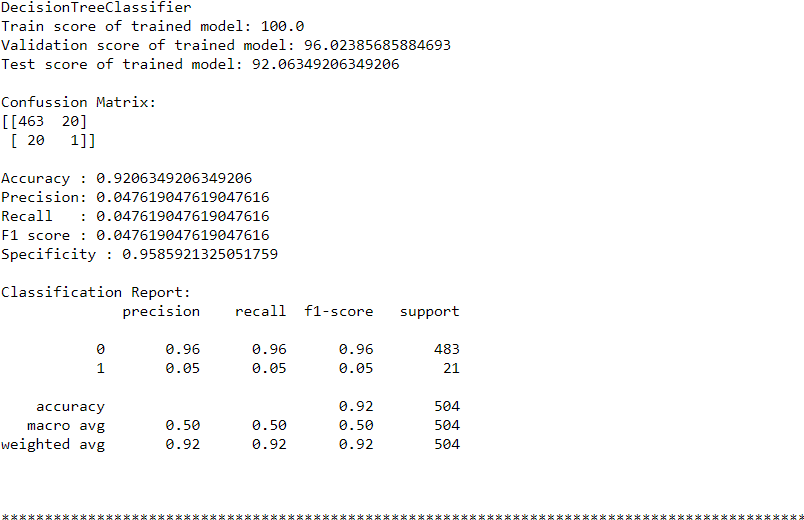 DecisionTreeClassifier
Train score of trained model: 100.0
Validation score of trained model: 96.02385685884693
Test score of trained model: 92.06349206349206
Confussion Matrix:
[[463  20]
 [ 20   1]]
Accuracy : 0.9206349206349206
Precision: 0.047619047619047616
Recall   : 0.047619047619047616
F1 score : 0.047619047619047616
Specificity : 0.9585921325051759
Classification Report:
              precision    recall  f1-score   support
           0       0.96      0.96      0.96       483
           1       0.05      0.05      0.05        21
    accuracy                           0.92       504
   macro avg       0.50      0.50      0.50       504
weighted avg       0.92      0.92      0.92       504
*********************************************************************************************